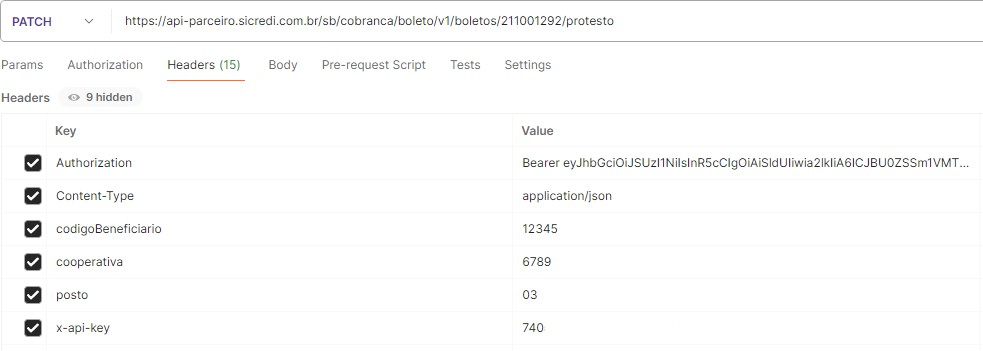 PATCH https://api-parceiro.sicredi.com.br/sb/cobranca/boleto/v1/boletos/211001292/protesto
Params Authorization Headers (15) Body Pre-request Script Tests Settings
Headers 9 hidden
Key Value
Authorization Bearer eyJhbGciOiJSUzI1NiIsInR5cCIgOiAiSldUIiwia2lkIiA6ICJBU0ZSSm1VMT...
Content-Type application/json
codigoBeneficiario 12345
cooperativa 6789
posto 03
x-api-key 740